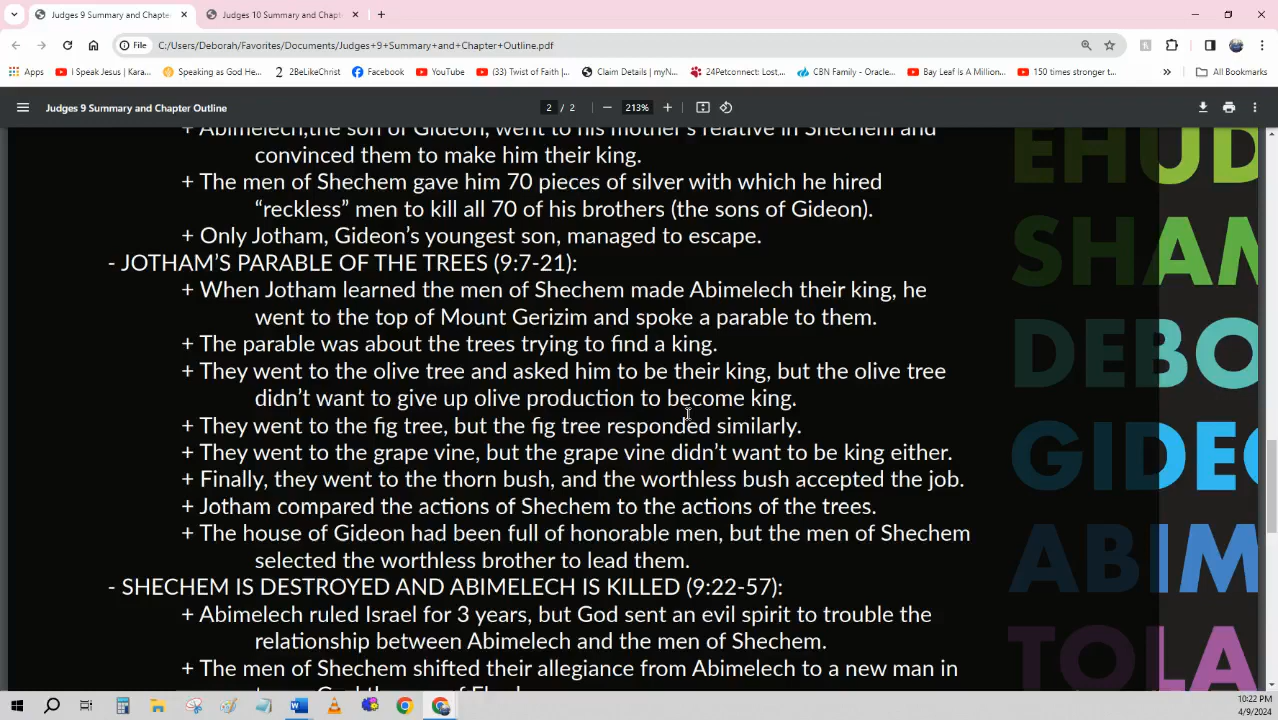 Judges 9 Summary and Chapte
Judges 10 Summary and Chapt
File
C:/Users/Deborah/Favorites/Documents/Judges+9+Summary+and+Chapter+Outline.pdf
Apps
I Speak Jesus | Kara...
Speaking as God He...
2BeLikeChrist
Facebook
YouTube
(33) Twist of Faith |...
Claim Details | myN...
24Petconnect: Lost,...
CBN Family - Oracle...
Bay Leaf Is A Million...
150 times stronger t...
»
All Bookmarks
Judges 9 Summary and Chapter Outline
2 / 2
213%
+ Abimelech,the son of Gideon, went to his mother's relative in Shechem and
convinced them to make him their king.
+ The men of Shechem gave him 70 pieces of silver with which he hired
“reckless” men to kill all 70 of his brothers (the sons of Gideon).
+ Only Jotham, Gideon’s youngest son, managed to escape.
- JOTHAM’S PARABLE OF THE TREES (9:7-21):
+ When Jotham learned the men of Shechem made Abimelech their king, he
went to the top of Mount Gerizim and spoke a parable to them.
+ The parable was about the trees trying to find a king.
+ They went to the olive tree and asked him to be their king, but the olive tree
didn’t want to give up olive production to become king.
+ They went to the fig tree, but the fig tree responded similarly.
+ They went to the grape vine, but the grape vine didn’t want to be king either.
+ Finally, they went to the thorn bush, and the worthless bush accepted the job.
+ Jotham compared the actions of Shechem to the actions of the trees.
+ The house of Gideon had been full of honorable men, but the men of Shechem
selected the worthless brother to lead them.
- SHECHEM IS DESTROYED AND ABIMELECH IS KILLED (9:22-57):
+ Abimelech ruled Israel for 3 years, but God sent an evil spirit to trouble the
relationship between Abimelech and the men of Shechem.
+ The men of Shechem shifted their allegiance from Abimelech to a new man in
EHUD
SHAM
DEBO
GIDEO
ABIM
TOLA
10:22 PM
4/9/2024